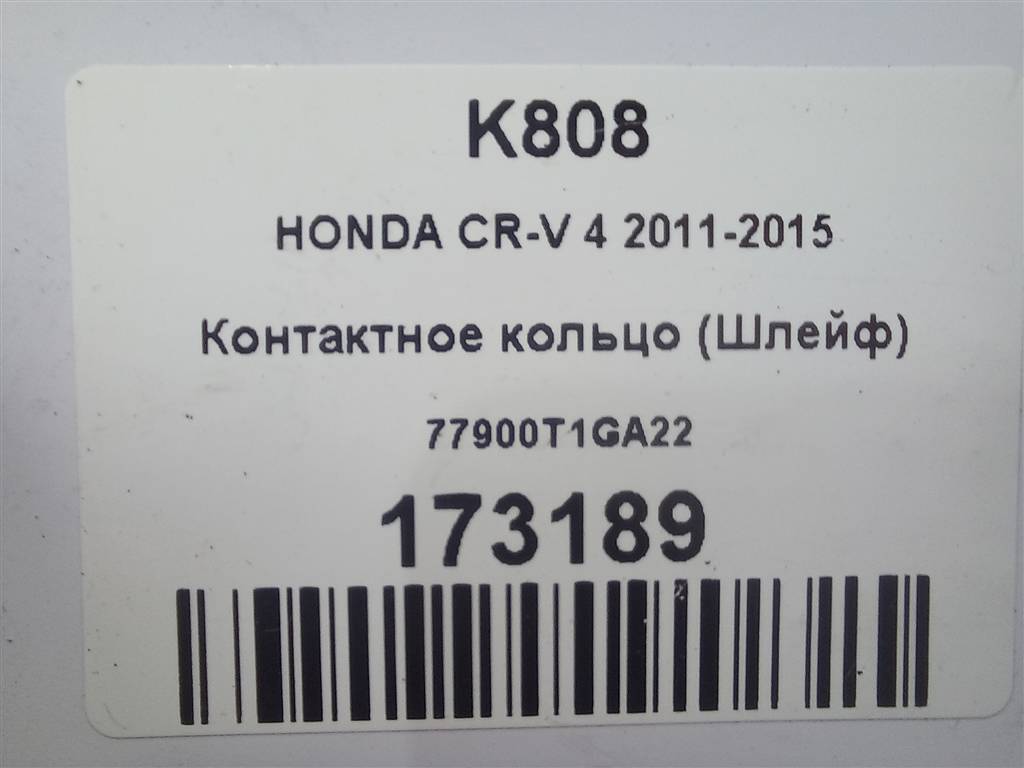 K808
HONDA CR-V 4 2011-2015
Контактное кольцо (Шлейф)
77900T1GA22
173189